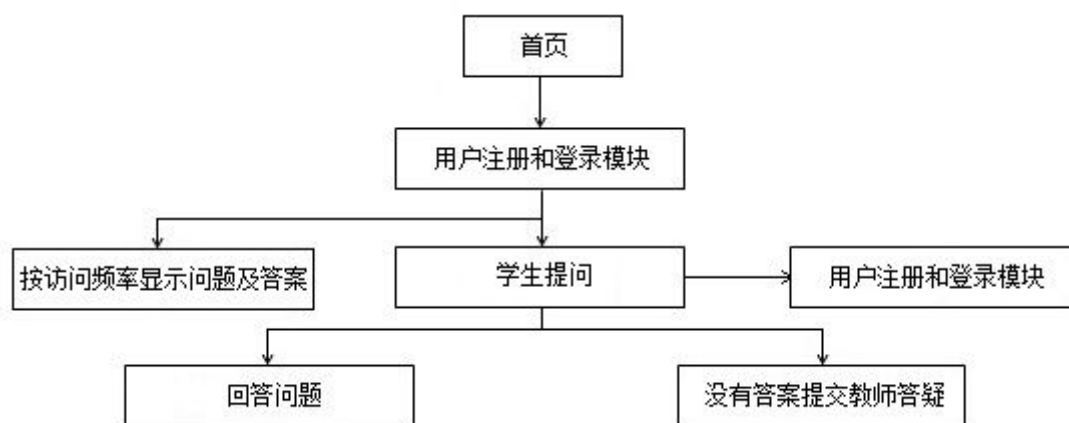 首页
用户注册和登录模块
按访问频率显示问题及答案
学生提问
用户注册和登录模块
回答问题
没有答案提交教师答疑